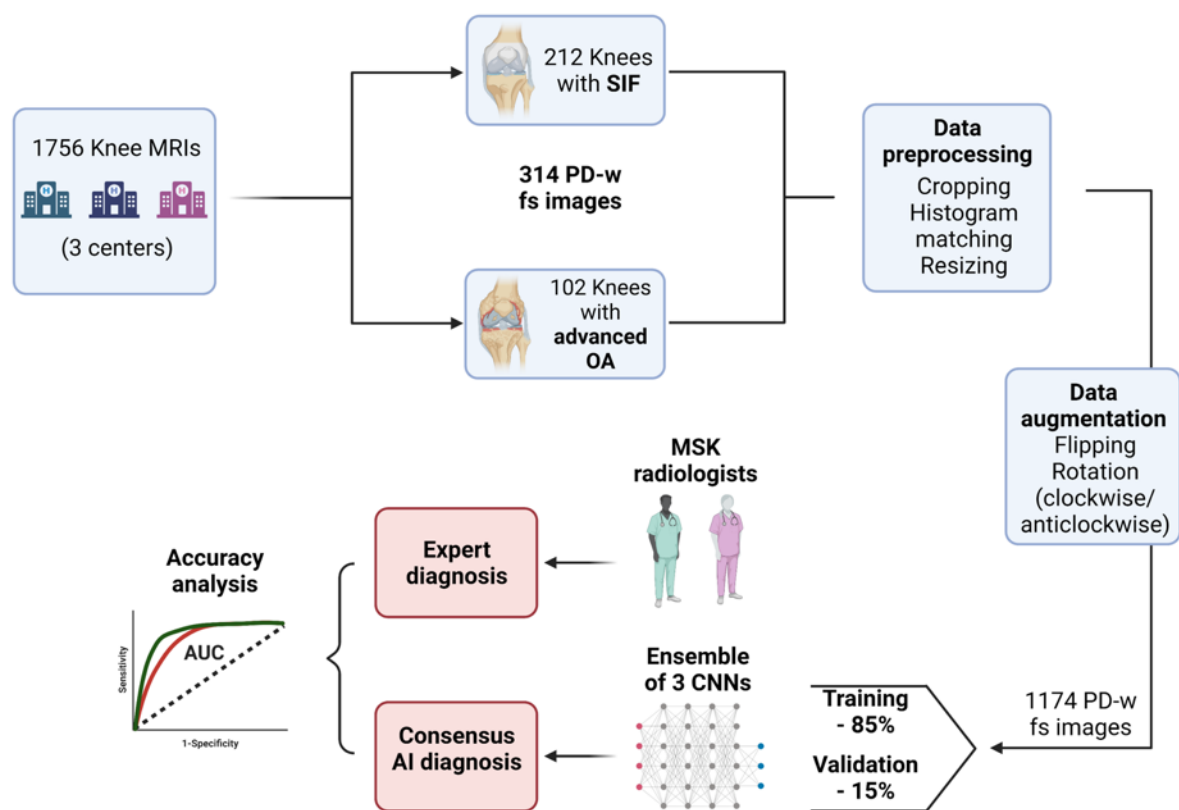 1756 Knee MRIs
H
H
H
(3 centers)
212 Knees
with SIF
314 PD-w
fs images
102 Knees
with
advanced
OA
Data
preprocessing
Cropping
Histogram
matching
Resizing
Data
augmentation
Flipping
Rotation
(clockwise/
anticlockwise)
1174 PD-w
fs images
Training
- 85%
Validation
- 15%
MSK
radiologists
Ensemble
of 3 CNNs
Expert
diagnosis
Consensus
AI diagnosis
Accuracy
analysis
Sensitivity
AUC
1-Specificity